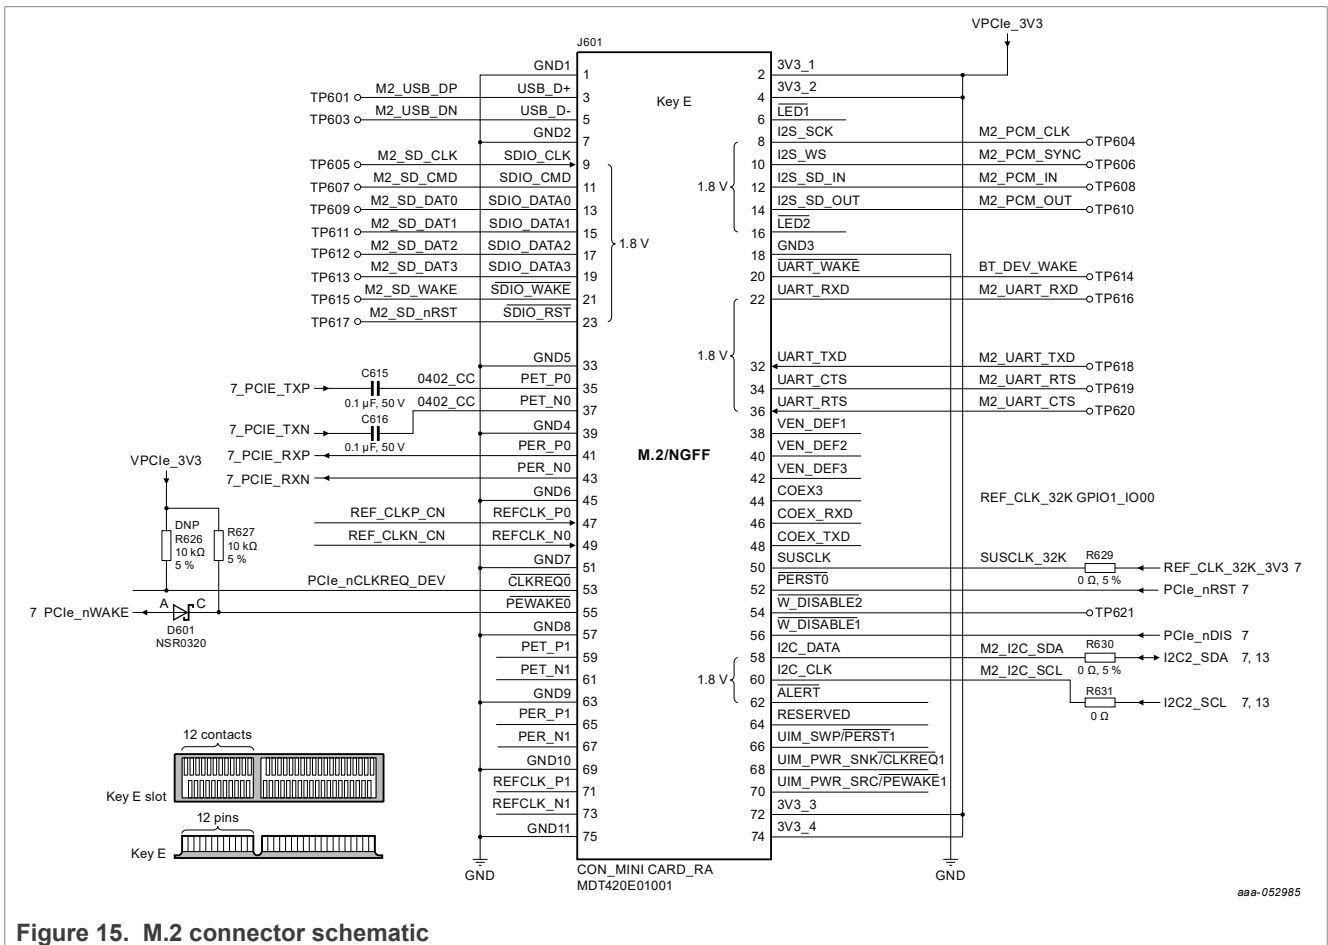 VPCIe_3V3
J601
GND1 1
TP601 M2_USB_DP USB_D+ 3
TP603 M2_USB_DN USB_D- 5
GND2 7
TP605 M2_SD_CLK SDIO_CLK 9
TP607 M2_SD_CMD SDIO_CMD 11
TP609 M2_SD_DAT0 SDIO_DATA0 13
TP611 M2_SD_DAT1 SDIO_DATA1 15
TP612 M2_SD_DAT2 SDIO_DATA2 17
TP613 M2_SD_DAT3 SDIO_DATA3 19
TP615 M2_SD_WAKE SDIO_WAKE 21
TP617 M2_SD_nRST SDIO_RST 23
1.8 V
GND5 33
7_PCIE_TXP C615 0.1 µF, 50 V 0402_CC PET_P0 35
0402_CC PET_N0 37
7_PCIE_TXN C616 0.1 µF, 50 V
GND4 39
7_PCIE_RXP PER_P0 41
7_PCIE_RXN PER_N0 43
GND6 45
REF_CLKP_CN REFCLK_P0 47
REF_CLKN_CN REFCLK_N0 49
GND7 51
VPCIe_3V3
DNP
R626
10 kΩ
5 %
R627
10 kΩ
5 %
PCIe_nCLKREQ_DEV CLKREQ0 53
7 PCIe_nWAKE A C PEWAKE0 55
D601
NSR0320
GND8 57
PET_P1 59
PET_N1 61
GND9 63
PER_P1 65
PER_N1 67
GND10 69
REFCLK_P1 71
REFCLK_N1 73
GND11 75
GND
Key E
M.2/NGFF
2 3V3_1
4 3V3_2
6 LED1
8 I2S_SCK M2_PCM_CLK TP604
10 I2S_WS M2_PCM_SYNC TP606
12 I2S_SD_IN M2_PCM_IN TP608
14 I2S_SD_OUT M2_PCM_OUT TP610
1.8 V
16 LED2
18 GND3
20 UART_WAKE BT_DEV_WAKE TP614
22 UART_RXD M2_UART_RXD TP616
1.8 V
32 UART_TXD M2_UART_TXD TP618
34 UART_CTS M2_UART_RTS TP619
36 UART_RTS M2_UART_CTS TP620
38 VEN_DEF1
40 VEN_DEF2
42 VEN_DEF3
44 COEX3 REF_CLK_32K GPIO1_IO00
46 COEX_RXD
48 COEX_TXD
50 SUSCLK SUSCLK_32K R629 0 Ω, 5 % REF_CLK_32K_3V3 7
52 PERST0 PCIe_nRST 7
54 W_DISABLE2 TP621
56 W_DISABLE1 PCIe_nDIS 7
58 I2C_DATA M2_I2C_SDA R630 0 Ω, 5 % I2C2_SDA 7, 13
60 I2C_CLK M2_I2C_SCL R631 0 Ω I2C2_SCL 7, 13
1.8 V
62 ALERT
64 RESERVED
66 UIM_SWP/PERST1
68 UIM_PWR_SNK/CLKREQ1
70 UIM_PWR_SRC/PEWAKE1
72 3V3_3
74 3V3_4
GND
12 contacts
Key E slot
12 pins
Key E
CON_MINI CARD_RA
MDT420E01001
aaa-052985
Figure 15. M.2 connector schematic